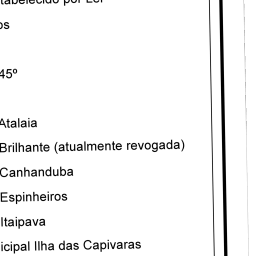 tabelecido por Lei
os
45º
Atalaia
Brilhante (atualmente revogada)
Canhanduba
Espinheiros
Itaipava
icipal Ilha das Capivaras